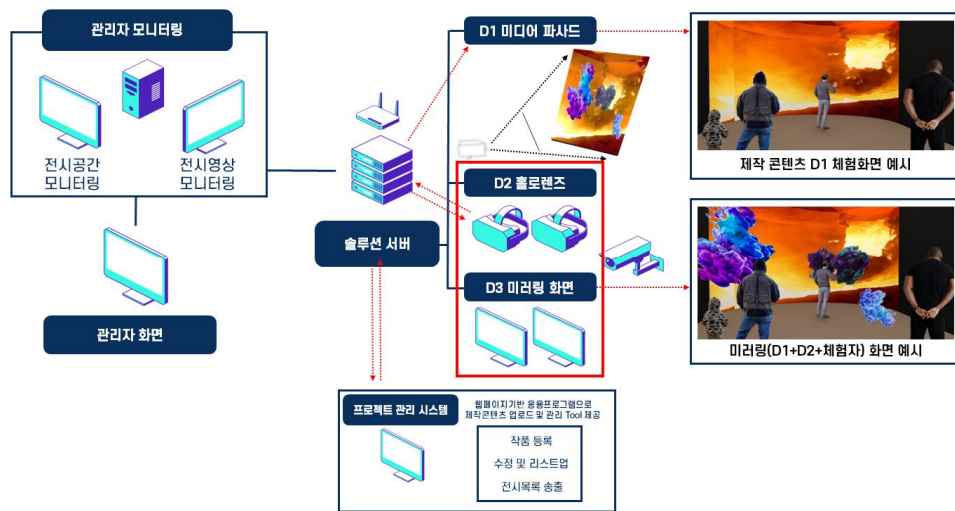 관리자 모니터링
전시공간
모니터링
전시영상
모니터링
관리자 화면
솔루션 서버
D1 미디어 파사드
D2 홀로렌즈
D3 미러링 화면
제작 콘텐츠 D1 체험화면 예시
미러링(D1+D2+체험자) 화면 예시
프로젝트 관리 시스템
웹페이지기반 응용프로그램으로
제작콘텐츠 업로드 및 관리 Tool 제공
작품 등록
수정 및 리스트업
전시목록 송출